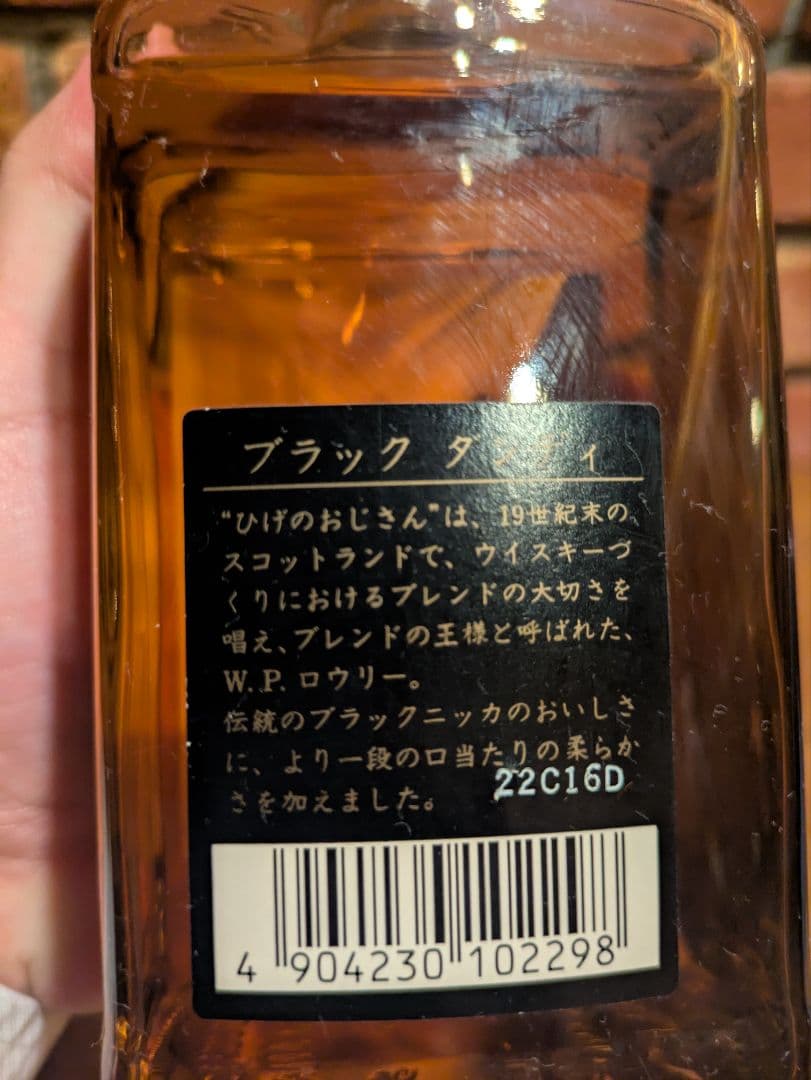 ブラック ダンディ
“ひげのおじさん”は、19世紀末の
スコットランドで、ウイスキーづ
くりにおけるブレンドの大切さを
唱え、ブレンドの王様と呼ばれた、
W. P. ロウリー。
伝統のブラックニッカのおいしさ
に、より一段の口当たりの柔らか
さを加えました。
22C16D
4 904230 102298